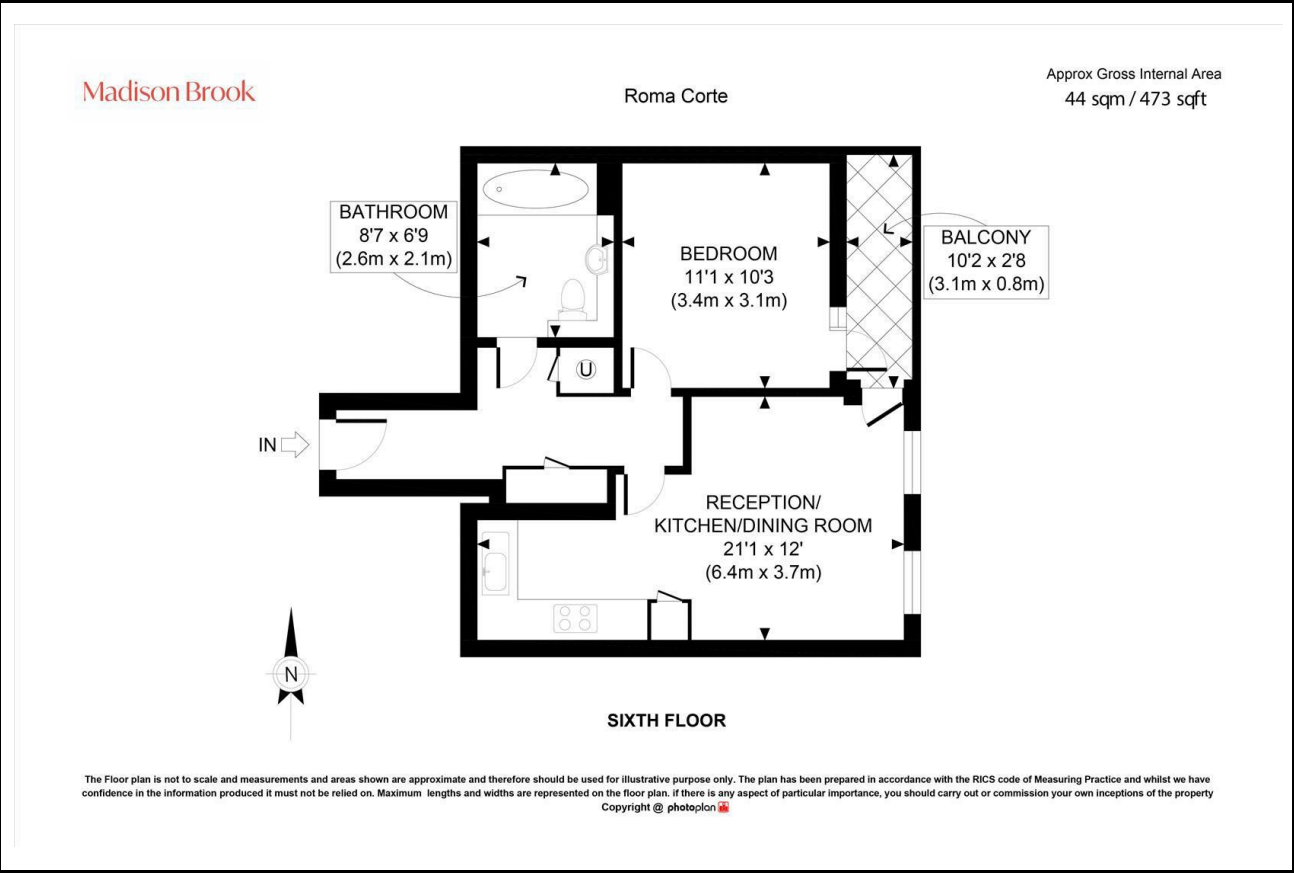 Madison Brook
Roma Corte
Approx Gross Internal Area
44 sqm / 473 sqft
BATHROOM
8'7 x 6'9
(2.6m x 2.1m)
BEDROOM
11'1 x 10'3
(3.4m x 3.1m)
BALCONY
10'2 x 2'8
(3.1m x 0.8m)
U
IN
RECEPTION/
KITCHEN/DINING ROOM
21'1 x 12'
(6.4m x 3.7m)
N
SIXTH FLOOR
The Floor plan is not to scale and measurements and areas shown are approximate and therefore should be used for illustrative purpose only. The plan has been prepared in accordance with the RICS code of Measuring Practice and whilst we have
confidence in the information produced it must not be relied on. Maximum lengths and widths are represented on the floor plan. if there is any aspect of particular importance, you should carry out or commission your own inceptions of the property
Copyright @ photoplan